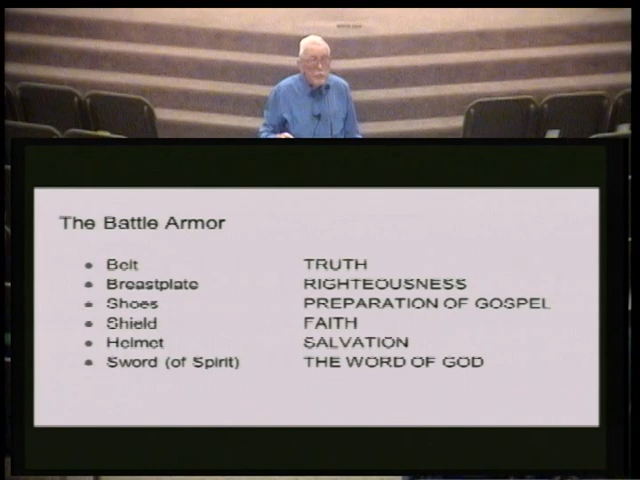 The Battle Armor
• Belt TRUTH
• Breastplate RIGHTEOUSNESS
• Shoes PREPARATION OF GOSPEL
• Shield FAITH
• Helmet SALVATION
• Sword (of Spirit) THE WORD OF GOD